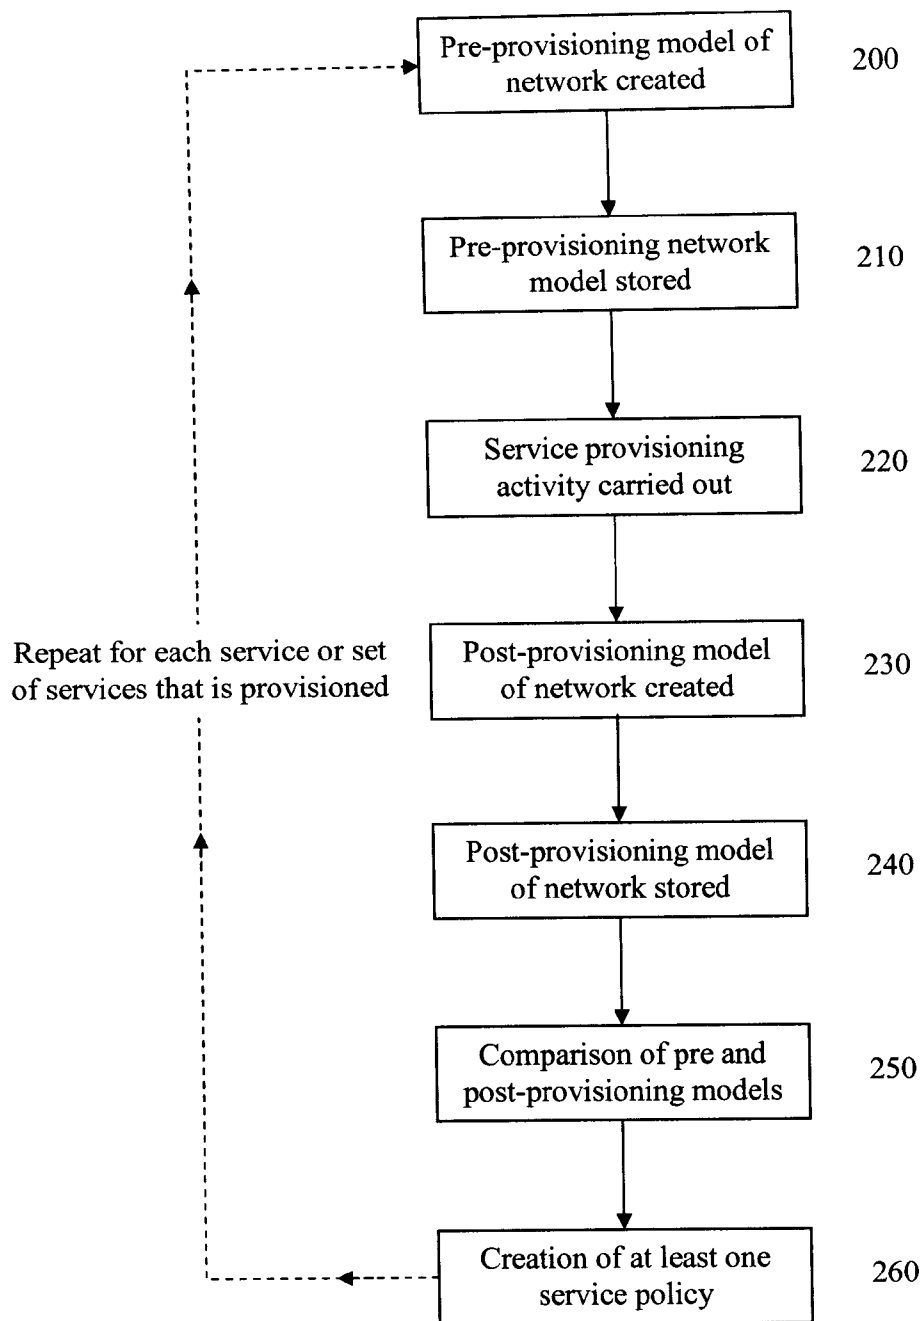 Pre-provisioning model of
network created
200
Pre-provisioning network
model stored
210
Service provisioning
activity carried out
220
Repeat for each service or set
of services that is provisioned
Post-provisioning model
of network created
230
Post-provisioning model
of network stored
240
Comparison of pre and
post-provisioning models
250
Creation of at least one
service policy
260